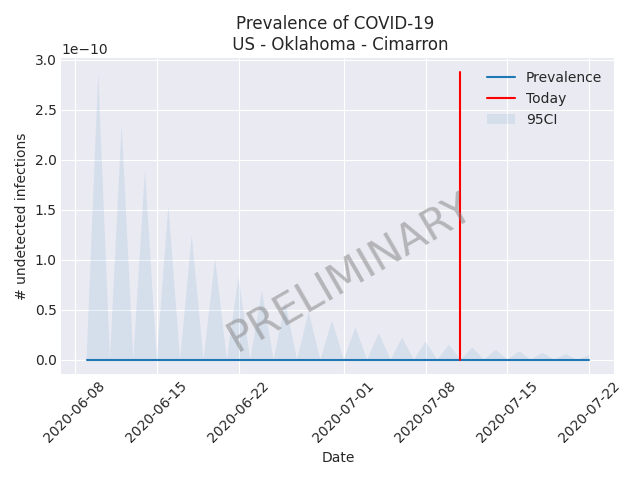 Prevalence of COVID-19
US - Oklahoma - Cimarron
1e−10
3.0
2.5
2.0
1.5
1.0
0.5
0.0
# undetected infections
Prevalence
Today
95CI
PRELIMINARY
2020-06-08
2020-06-15
2020-06-22
2020-07-01
2020-07-08
2020-07-15
2020-07-22
Date